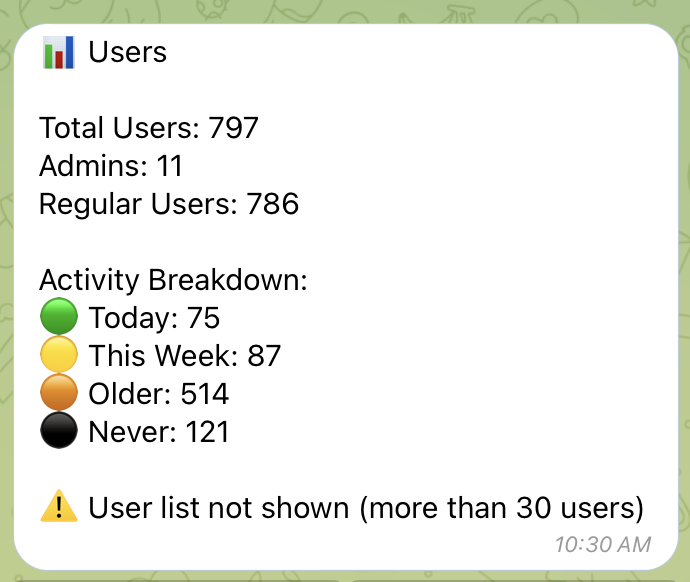 📊 Users
Total Users: 797
Admins: 11
Regular Users: 786
Activity Breakdown:
🟢 Today: 75
🟡 This Week: 87
🟠 Older: 514
⚫ Never: 121
⚠️ User list not shown (more than 30 users)
10:30 AM